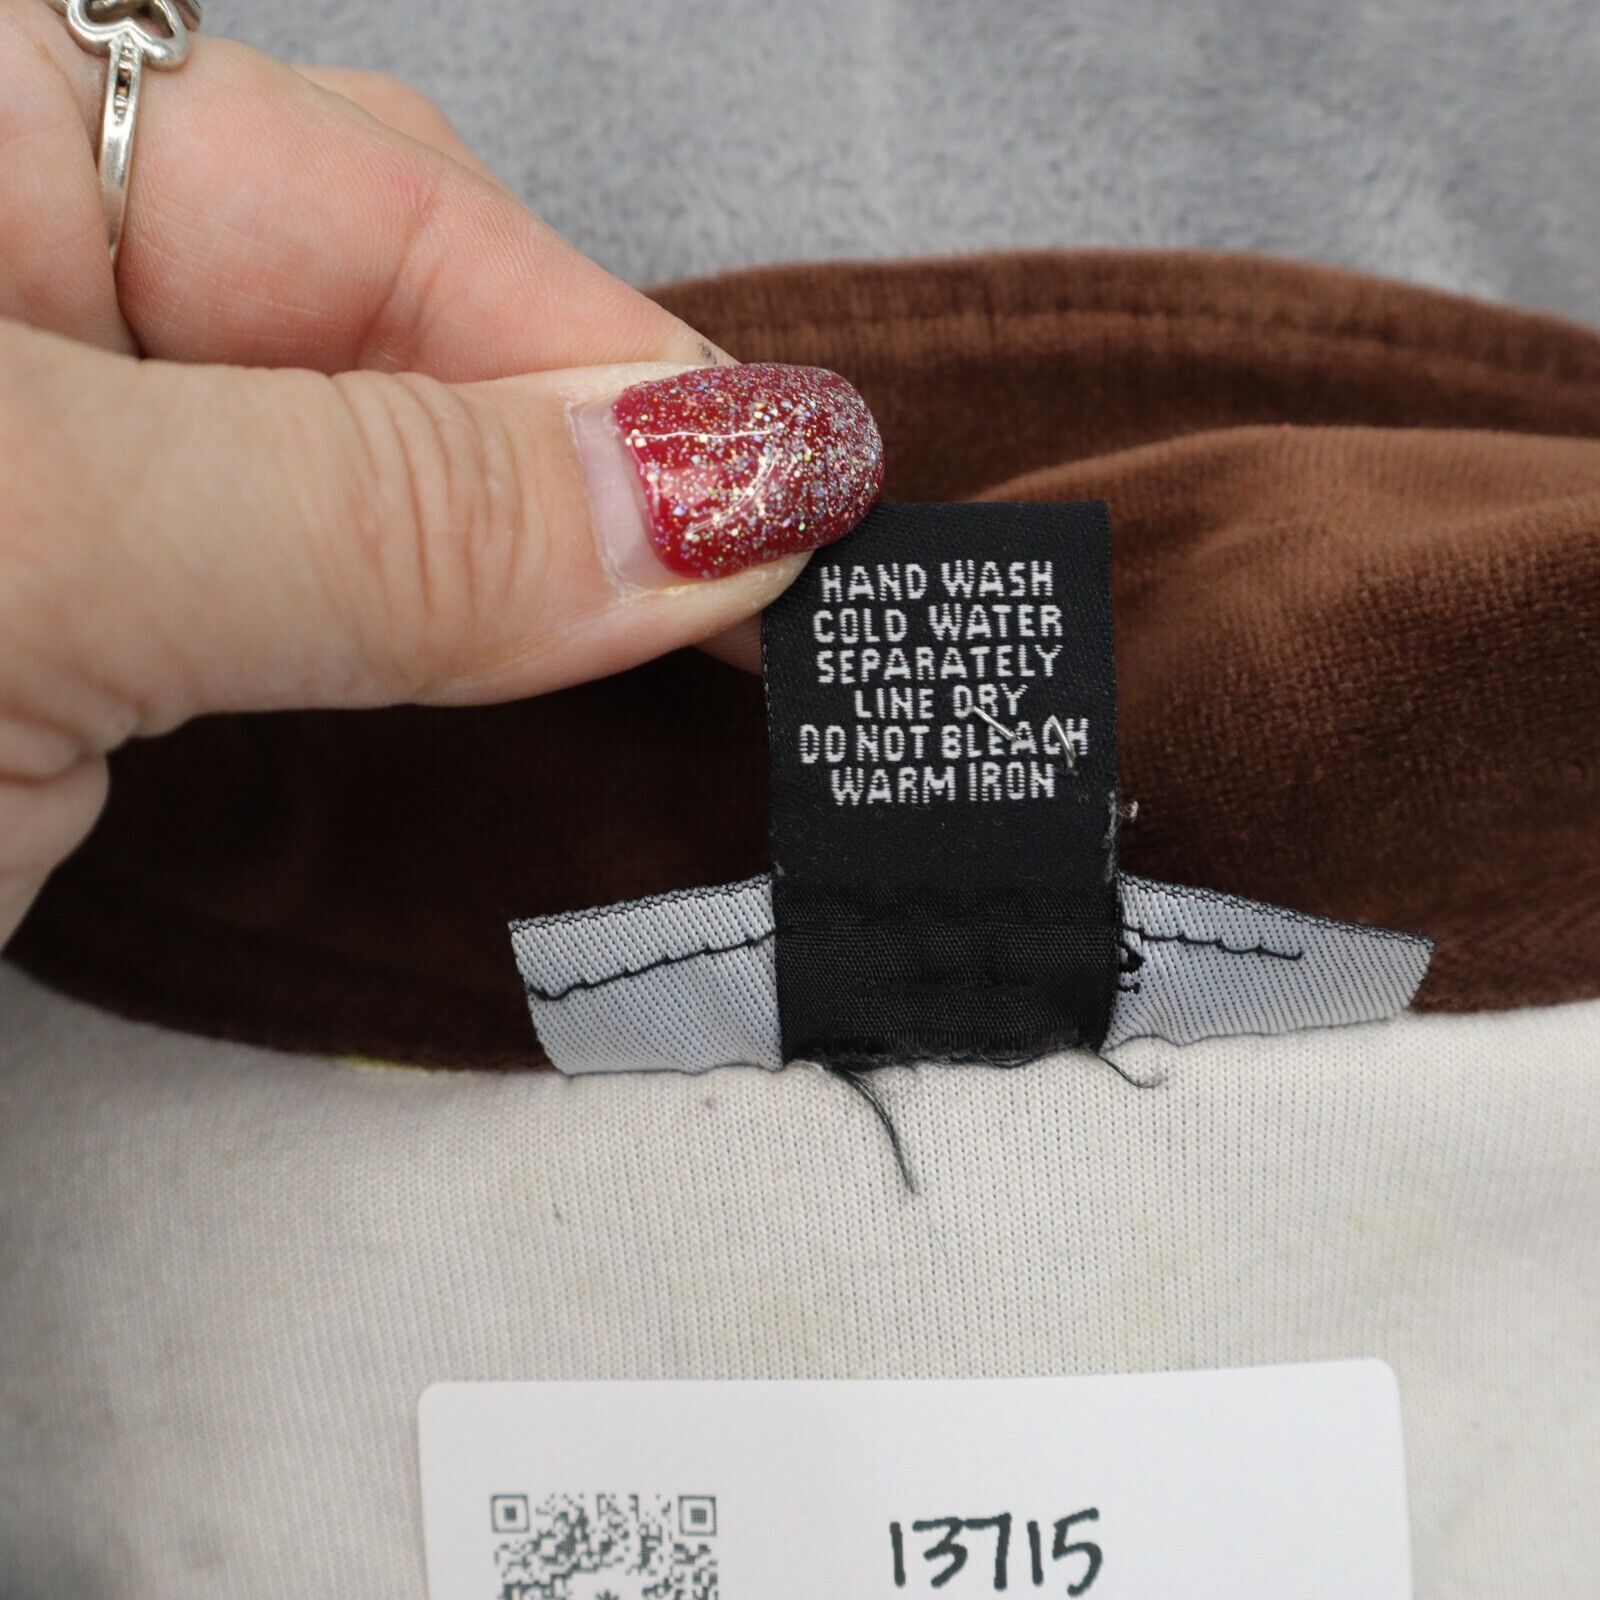 HAND WASH
COLD WATER
SEPARATELY
LINE DRY
DO NOT BLEACH
WARM IRON
13715